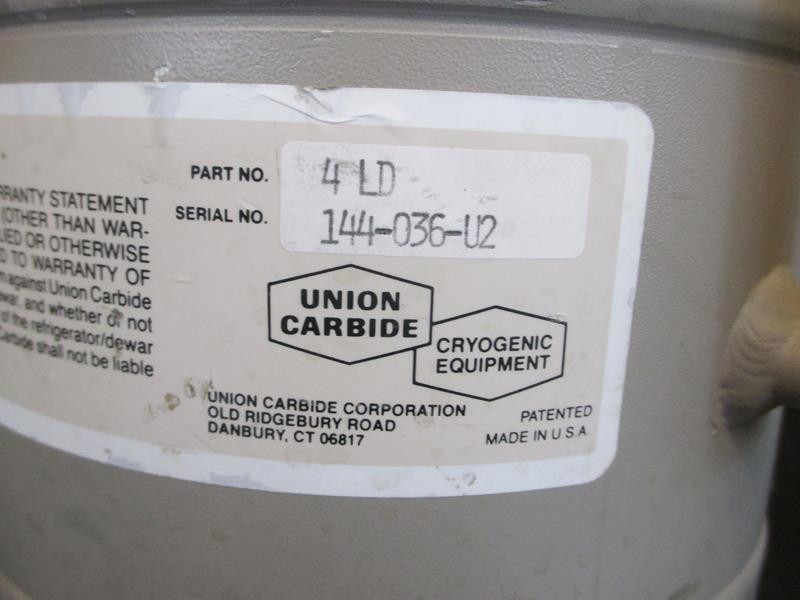 PART NO. 4 LD
SERIAL NO. 144-036-U2
RRANTY STATEMENT
(OTHER THAN WAR-
LIED OR OTHERWISE
D TO WARRANTY OF
against Union Carbide
war, and whether or not
of the refrigerator/dewar
Carbide shall not be liable
UNION
CARBIDE
CRYOGENIC
EQUIPMENT
UNION CARBIDE CORPORATION
OLD RIDGEBURY ROAD
DANBURY, CT 06817
PATENTED
MADE IN U.S.A.